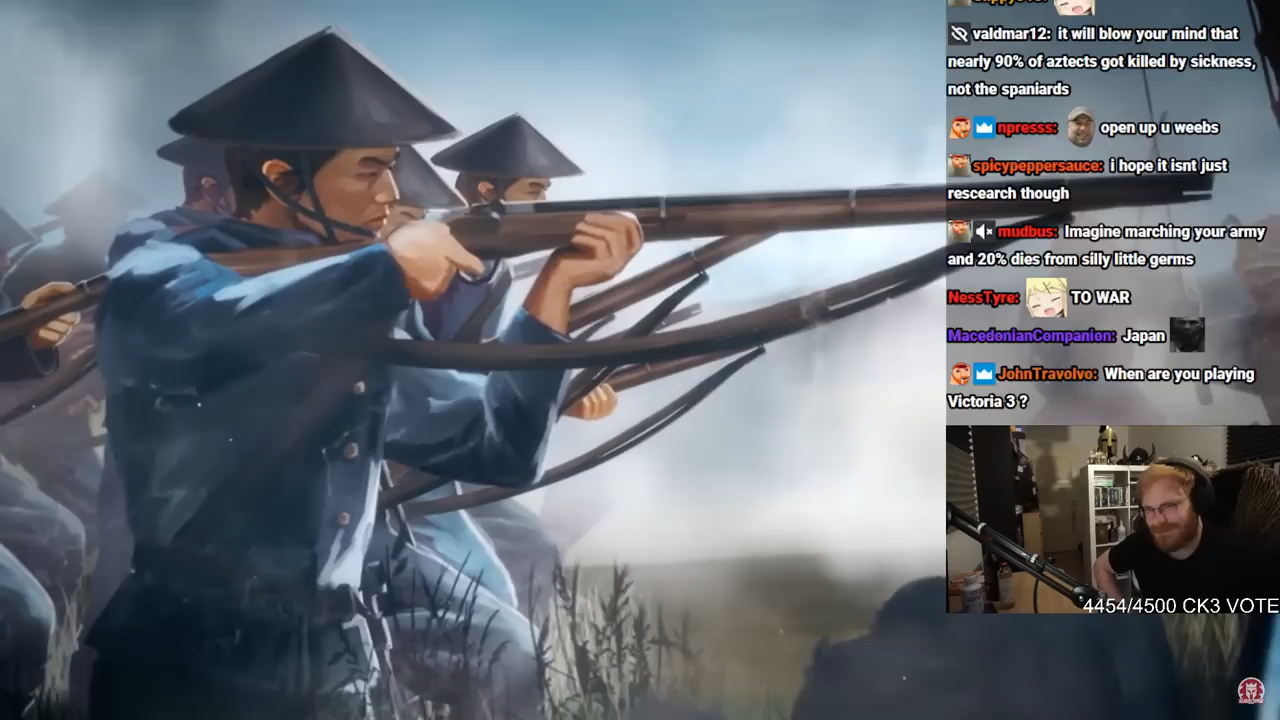 valdmar12: it will blow your mind that
nearly 90% of aztects got killed by sickness,
not the spaniards
npresss: open up u weebs
spicypeppersauce: i hope it isnt just
rescearch though
mudbus: Imagine marching your army
and 20% dies from silly little germs
NessTyre: TO WAR
MacedonianCompanion: Japan
JohnTravolvo: When are you playing
Victoria 3 ?
4454/4500 CK3 VOTE